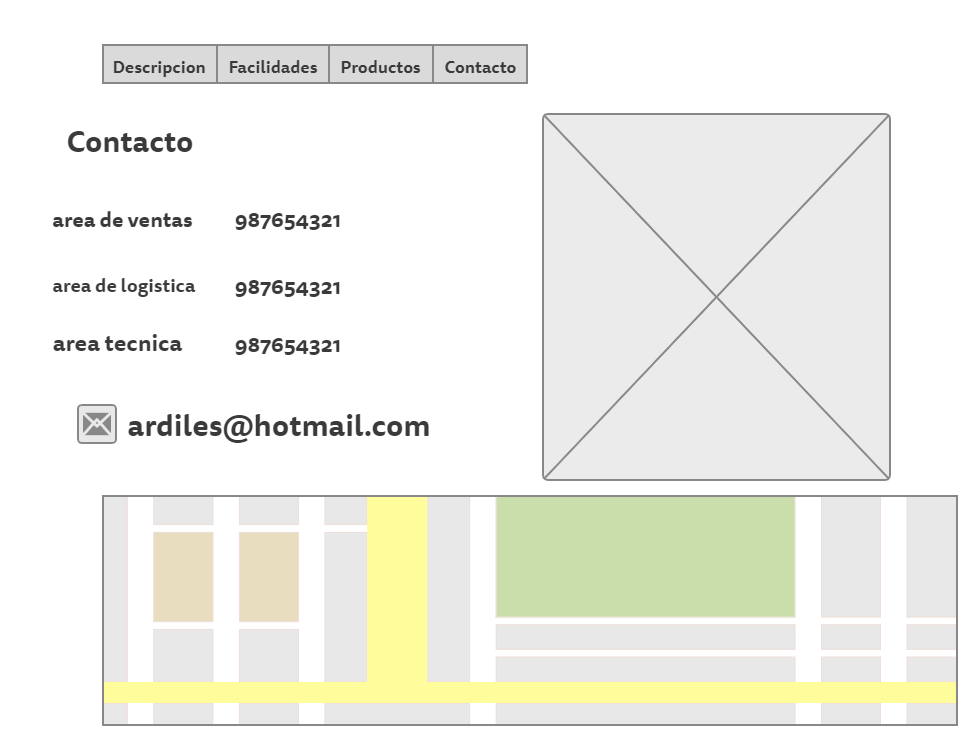 Descripcion Facilidades Productos Contacto
Contacto
area de ventas 987654321
area de logistica 987654321
area tecnica 987654321
ardiles@hotmail.com